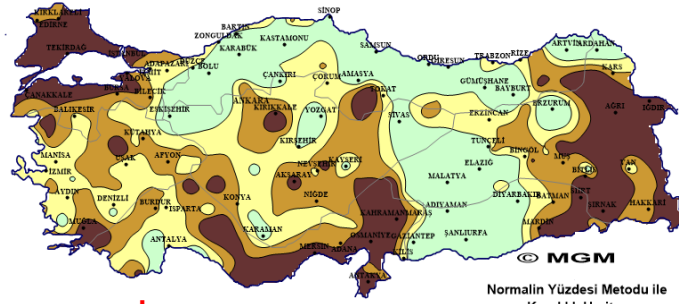 SİNOP
KIRKLARELİ
BARTIN
EDİRNE
ZONGULDAK
KASTAMONU
TEKİRDAĞ
İSTANBUL
KARABÜK
SAMSUN
ORDU
GİRESUN
TRABZON
RİZE
ARTVİN
ARDAHAN
DÜZCE
ADAPAZARI
BOLU
YALOVA
ÇANKIRI
ÇORUM
AMASYA
TOKAT
GÜMÜŞHANE
BAYBURT
KARS
ÇANAKKALE
BURSA
BİLECİK
BALIKESİR
ESKİŞEHİR
ANKARA
KIRIKKALE
YOZGAT
SİVAS
ERZİNCAN
ERZURUM
AĞRI
IĞDIR
KÜTAHYA
KIRŞEHİR
TUNCELİ
MANİSA
UŞAK
AFYON
NEVŞEHİR
KAYSERİ
BİNGÖL
MUŞ
VAN
İZMİR
AKSARAY
MALATYA
ELAZIĞ
BİTLİS
AYDIN
DENİZLİ
BURDUR
ISPARTA
KONYA
NİĞDE
ADIYAMAN
DİYARBAKIR
BATMAN
SİİRT
ŞIRNAK
HAKKARİ
MUĞLA
ANTALYA
KARAMAN
KAHRAMANMARAŞ
MARDİN
MERSİN
ADANA
OSMANİYE
GAZİANTEP
ŞANLIURFA
KİLİS
ANTAKYA
© MGM
Normalin Yüzdesi Metodu ile